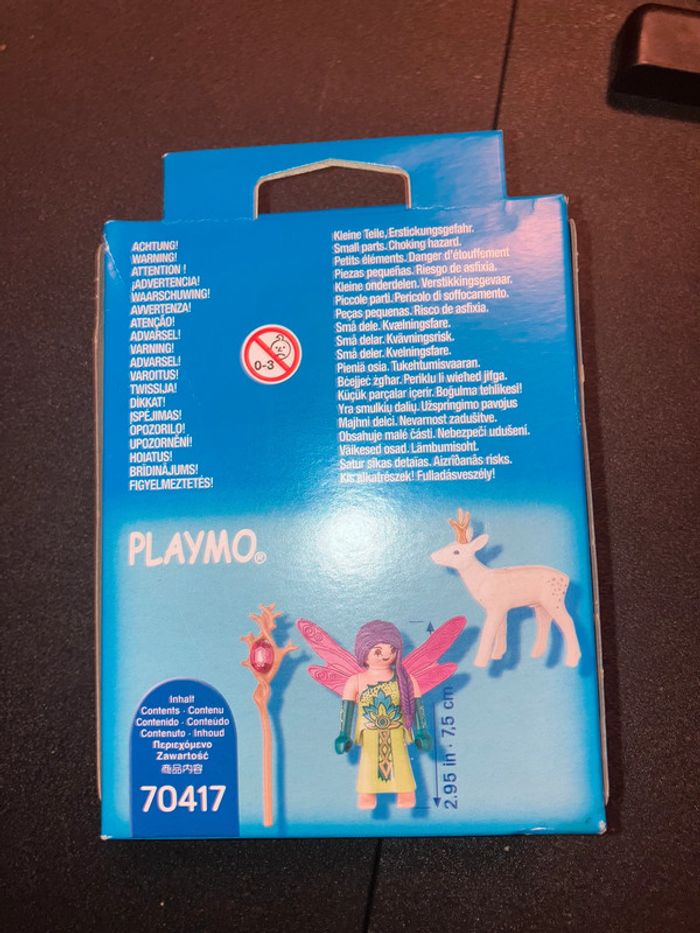 ACHTUNG!
WARNING!
ATTENTION !
¡ADVERTENCIA!
WAARSCHUWING!
AVVERTENZA!
ATENÇÃO!
ADVARSEL!
VARNING!
ADVARSEL!
VAROITUS!
TWISSIJA!
DİKKAT!
ĮSPĖJIMAS!
OPOZORILO!
UPOZORNĚNÍ!
HOIATUS!
BRĪDINĀJUMS!
FIGYELMEZTETÉS!
0-3
Kleine Teile, Erstickungsgefahr.
Small parts. Choking hazard.
Petits éléments. Danger d'étouffement
Piezas pequeñas. Riesgo de asfixia.
Kleine onderdelen. Verstikkingsgevaar.
Piccole parti. Pericolo di soffocamento.
Peças pequenas. Risco de asfixia.
Små dele. Kvælningsfare.
Små delar. Kvävningsrisk.
Små deler. Kvelningsfare.
Pieniä osia. Tukehtumisvaaran.
Bċejjeċ żgħar. Periklu li wieħed jifga.
Küçük parçalar içerir. Boğulma tehlikesi!
Yra smulkių dalių. Užspringimo pavojus
Majhni delci. Nevarnost zadušitve.
Obsahuje malé části. Nebezpečí udušení.
Väikesed osad. Lämbumisoht.
Satur sīkas detaļas. Aizrīšanās risks.
Kis alkatrészek! Fulladásveszély!
PLAYMO®
Inhalt
Contents · Contenu
Contenido · Conteúdo
Contenuto · Inhoud
Περιεχόμενο
Zawartość
商品内容
70417
2.95 in · 7,5 cm